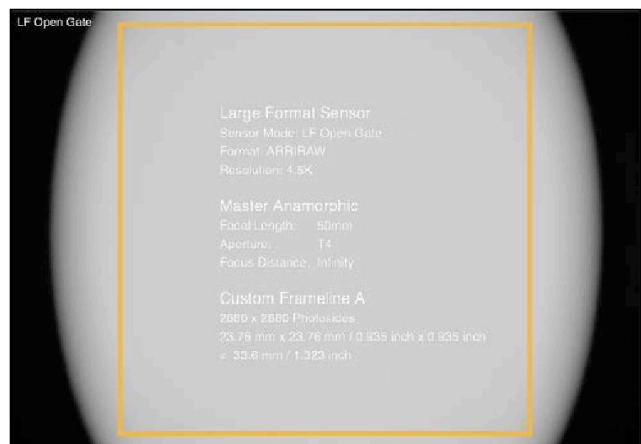 LF Open Gate
Large Format Sensor
Sensor Mode: LF Open Gate
Format: ARRIRAW
Resolution: 4.5K
Master Anamorphic
Focal Length: 50mm
Aperture: T4
Focus Distance: Infinity
Custom Frameline A
2880 x 2880 Photosides
23.76 mm x 23.76 mm / 0.935 inch x 0.935 inch
= 33.6 mm / 1.323 inch